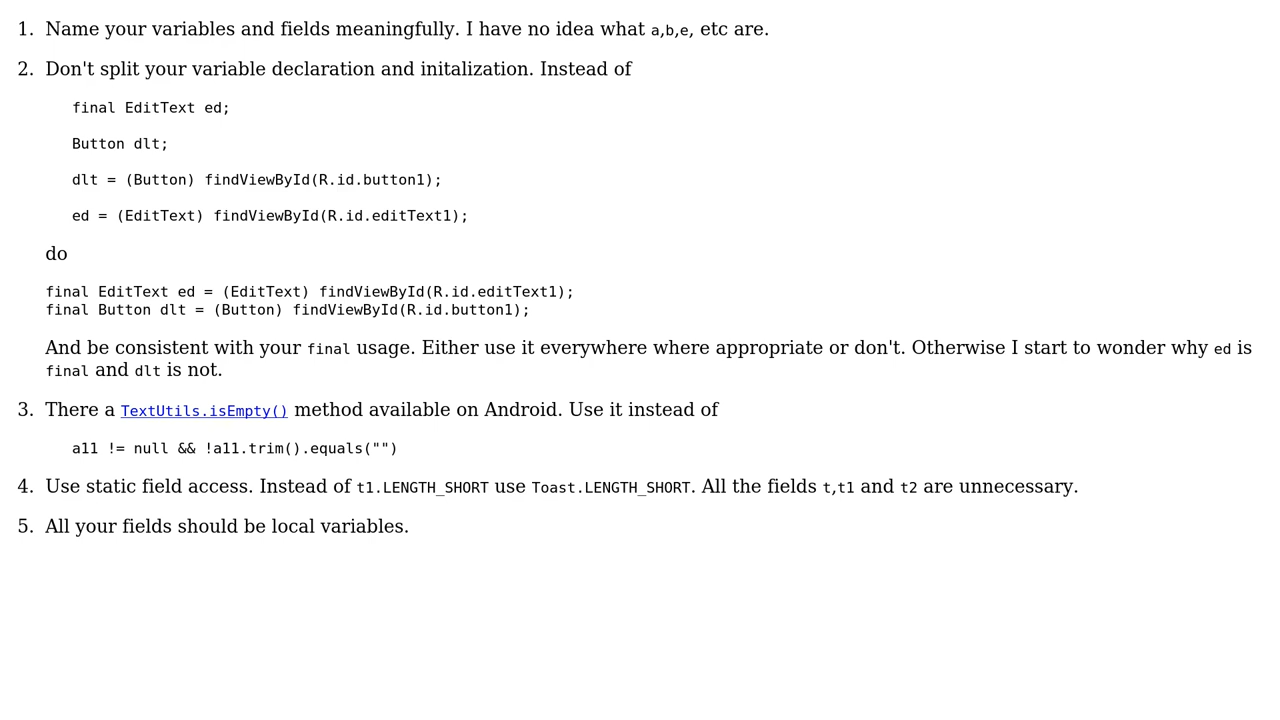 1. Name your variables and fields meaningfully. I have no idea what a,b,e, etc are.
2. Don't split your variable declaration and initalization. Instead of
final EditText ed;
Button dlt;
dlt = (Button) findViewById(R.id.button1);
ed = (EditText) findViewById(R.id.editText1);
do
final EditText ed = (EditText) findViewById(R.id.editText1);
final Button dlt = (Button) findViewById(R.id.button1);
And be consistent with your final usage. Either use it everywhere where appropriate or don't. Otherwise I start to wonder why ed is
final and dlt is not.
3. There a TextUtils.isEmpty() method available on Android. Use it instead of
a11 != null && !a11.trim().equals("")
4. Use static field access. Instead of t1.LENGTH_SHORT use Toast.LENGTH_SHORT. All the fields t,t1 and t2 are unnecessary.
5. All your fields should be local variables.